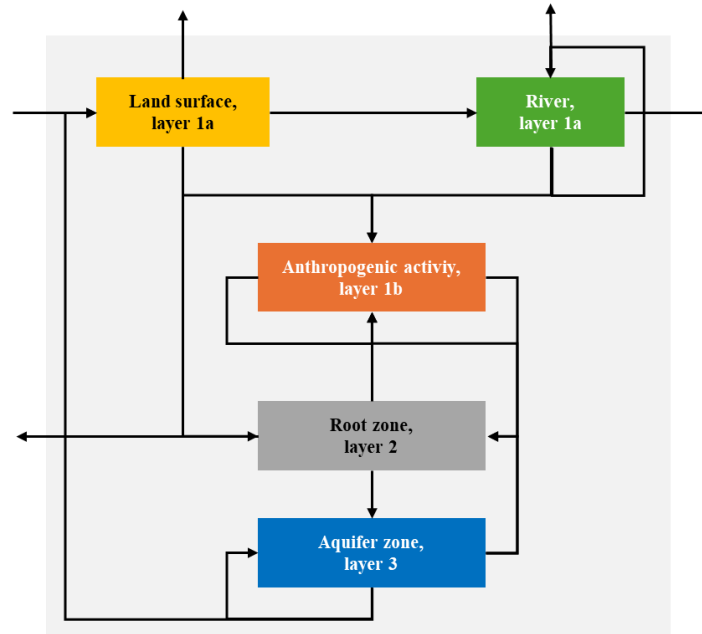 Land surface,
layer 1a
River,
layer 1a
Anthropogenic activiy,
layer 1b
Root zone,
layer 2
Aquifer zone,
layer 3